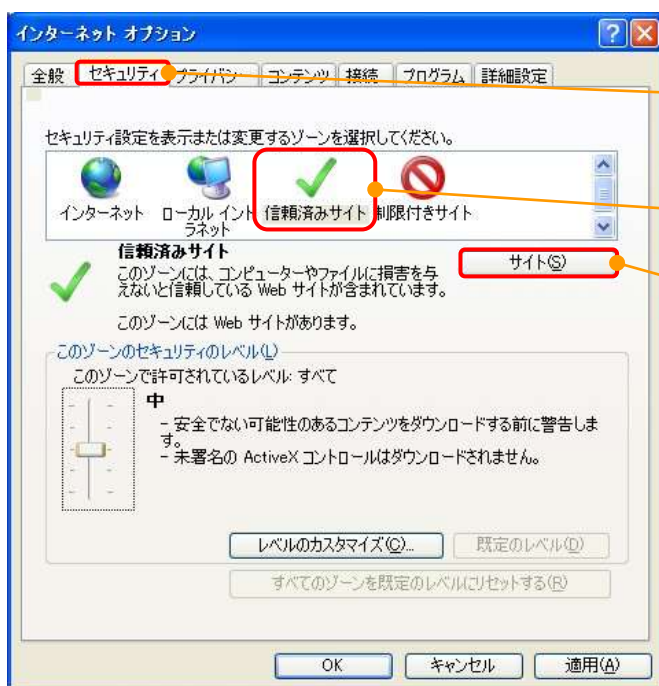 インターネット オプション
全般 セキュリティ プライバシー コンテンツ 接続 プログラム 詳細設定
セキュリティ設定を表示または変更するゾーンを選択してください。
インターネット ローカル イントラネット 信頼済みサイト 制限付きサイト
信頼済みサイト
サイト(S)
このゾーンには、コンピューターやファイルに損害を与
えないと信頼している Web サイトが含まれています。
このゾーンには Web サイトがあります。
このゾーンのセキュリティのレベル(L)
このゾーンで許可されているレベル: すべて
中
- 安全でない可能性のあるコンテンツをダウンロードする前に警告しま
す。
- 未署名の ActiveX コントロールはダウンロードされません。
レベルのカスタマイズ(C)... 既定のレベル(D)
すべてのゾーンを既定のレベルにリセットする(R)
OK キャンセル 適用(A)